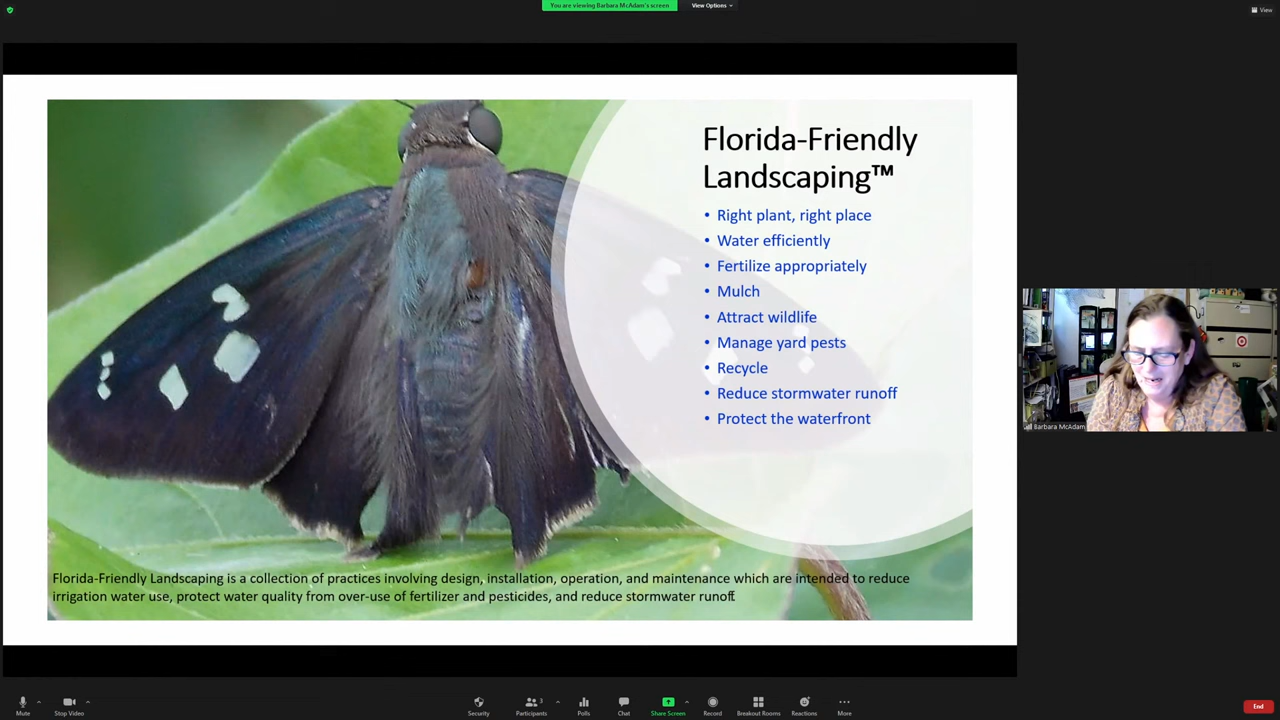 You are viewing Barbara McAdam's screen
View Options
View
Florida-Friendly
Landscaping™
• Right plant, right place
• Water efficiently
• Fertilize appropriately
• Mulch
• Attract wildlife
• Manage yard pests
• Recycle
• Reduce stormwater runoff
• Protect the waterfront
Florida-Friendly Landscaping is a collection of practices involving design, installation, operation, and maintenance which are intended to reduce
irrigation water use, protect water quality from over-use of fertilizer and pesticides, and reduce stormwater runoff.
Barbara McAdam
Mute
Stop Video
Security
Participants
3
Polls
Chat
Share Screen
Record
Breakout Rooms
Reactions
More
End